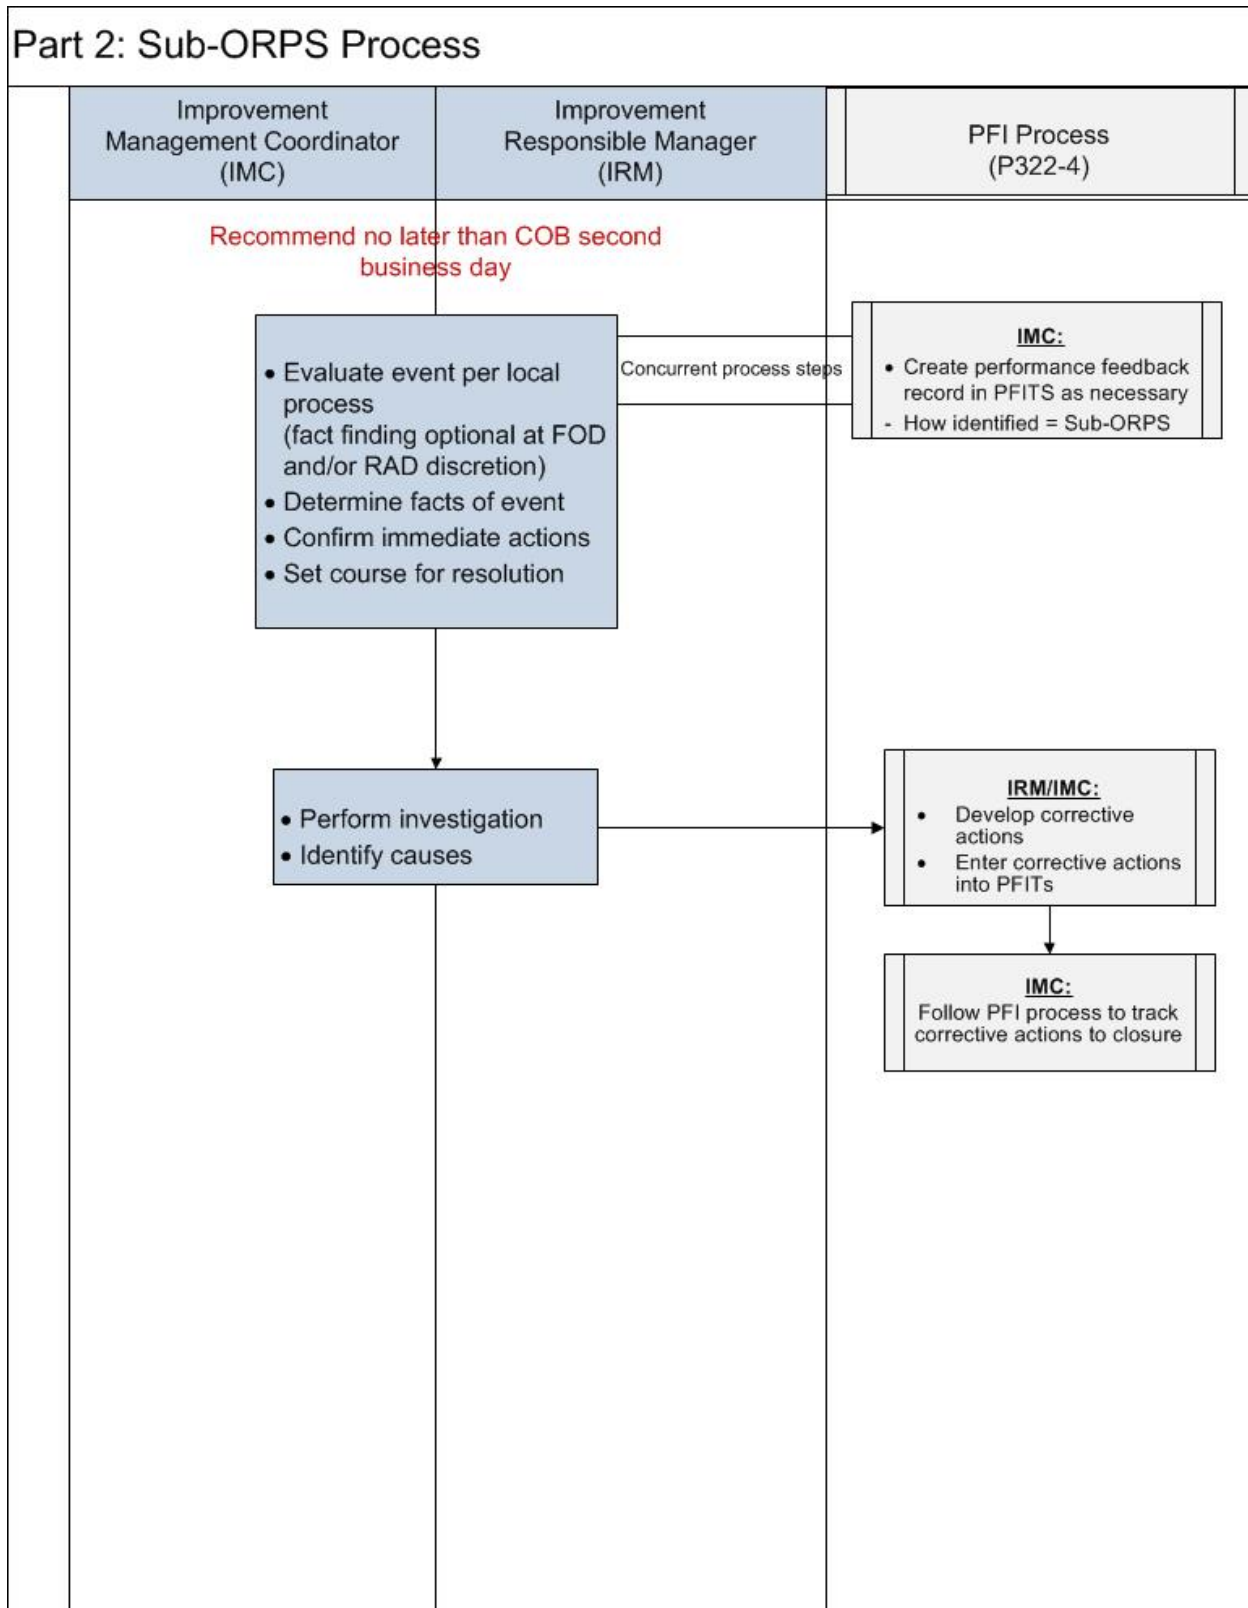 Part 2: Sub-ORPS Process
Improvement
Management Coordinator
(IMC)
Improvement
Responsible Manager
(IRM)
PFI Process
(P322-4)
Recommend no later than COB second
business day
• Evaluate event per local
process
(fact finding optional at FOD
and/or RAD discretion)
• Determine facts of event
• Confirm immediate actions
• Set course for resolution
Concurrent process steps
IMC:
• Create performance feedback
record in PFITS as necessary
- How identified = Sub-ORPS
• Perform investigation
• Identify causes
IRM/IMC:
• Develop corrective
actions
• Enter corrective actions
into PFITs
IMC:
Follow PFI process to track
corrective actions to closure